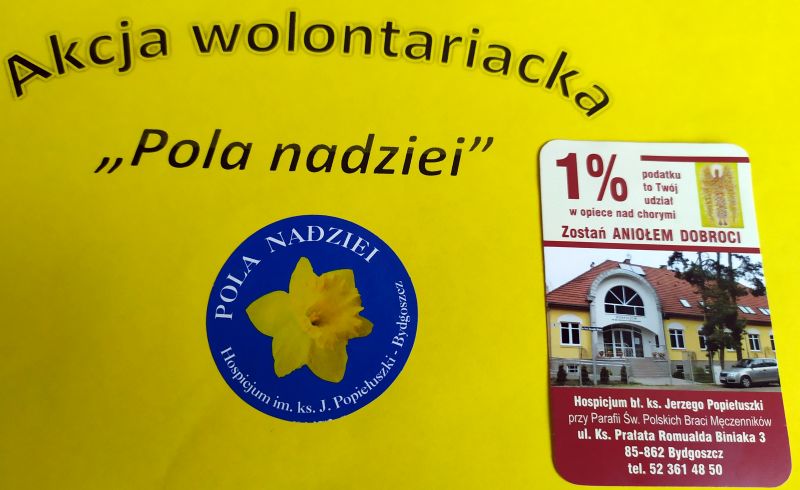 Akcja wolontariacka
„Pola nadziei”
POLA NADZIEI
Hospicjum im. ks. J. Popiełuszki - Bydgoszcz
1%
podatku
to Twój
udział
w opiece nad chorymi
Zostań ANIOŁEM DOBROCI
Hospicjum bł. ks. Jerzego Popiełuszki
przy Parafii Św. Polskich Braci Męczenników
ul. Ks. Prałata Romualda Biniaka 3
85-862 Bydgoszcz
tel. 52 361 48 50